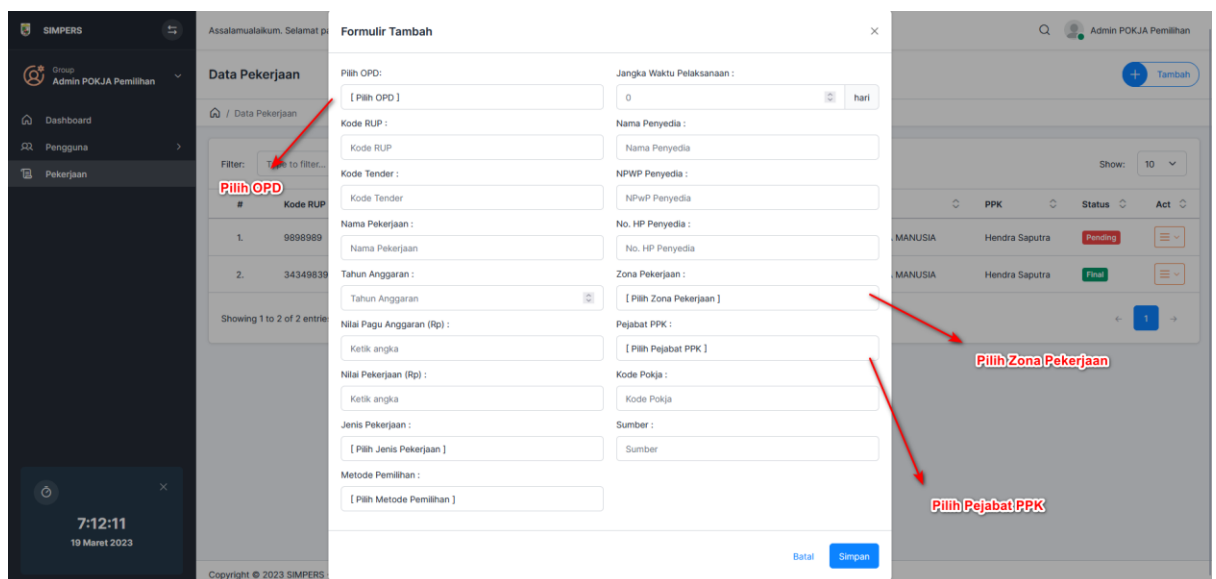 SIMPERS
Group
Admin POKJA Pemilihan
Dashboard
Pengguna
Pekerjaan
7:12:11
19 Maret 2023
Assalamualaikum. Selamat
Admin POKJA Pemilihan
Data Pekerjaan
Tambah
/ Data Pekerjaan
Filter:
to filter...
Show: 10
# Kode RUP PPK Status Act
1. 9898989 MANUSIA Hendra Saputra Pending
2. 34349839 MANUSIA Hendra Saputra Final
Showing 1 to 2 of 2
← 1 →
Copyright © 2023 SIMPERS
Formulir Tambah
Pilih OPD:
[ Pilih OPD ]
Kode RUP :
Kode RUP
Kode Tender :
Kode Tender
Nama Pekerjaan :
Nama Pekerjaan
Tahun Anggaran :
Tahun Anggaran
Nilai Pagu Anggaran (Rp) :
Ketik angka
Nilai Pekerjaan (Rp) :
Ketik angka
Jenis Pekerjaan :
[ Pilih Jenis Pekerjaan ]
Metode Pemilihan :
[ Pilih Metode Pemilihan ]
Jangka Waktu Pelaksanaan :
0 hari
Nama Penyedia :
Nama Penyedia
NPWP Penyedia :
NPwP Penyedia
No. HP Penyedia :
No. HP Penyedia
Zona Pekerjaan :
[ Pilih Zona Pekerjaan ]
Pejabat PPK :
[ Pilih Pejabat PPK ]
Kode Pokja :
Kode Pokja
Sumber :
Sumber
Batal Simpan
Pilih OPD
Pilih Zona Pekerjaan
Pilih Pejabat PPK